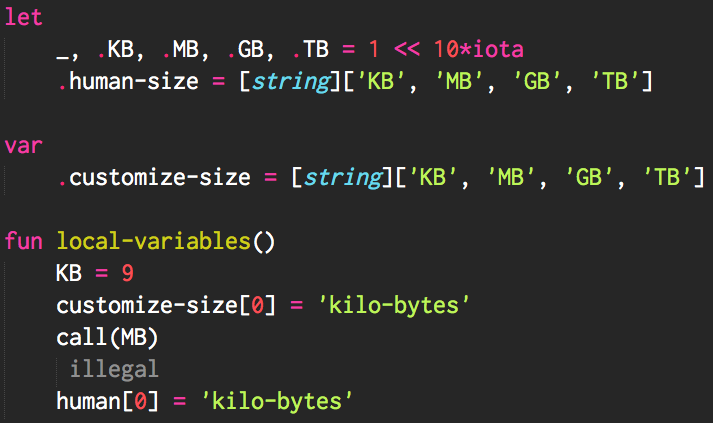 let
_, .KB, .MB, .GB, .TB = 1 << 10*iota
.human-size = [string]['KB', 'MB', 'GB', 'TB']
var
.customize-size = [string]['KB', 'MB', 'GB', 'TB']
fun local-variables()
KB = 9
customize-size[0] = 'kilo-bytes'
call(MB)
illegal
human[0] = 'kilo-bytes'